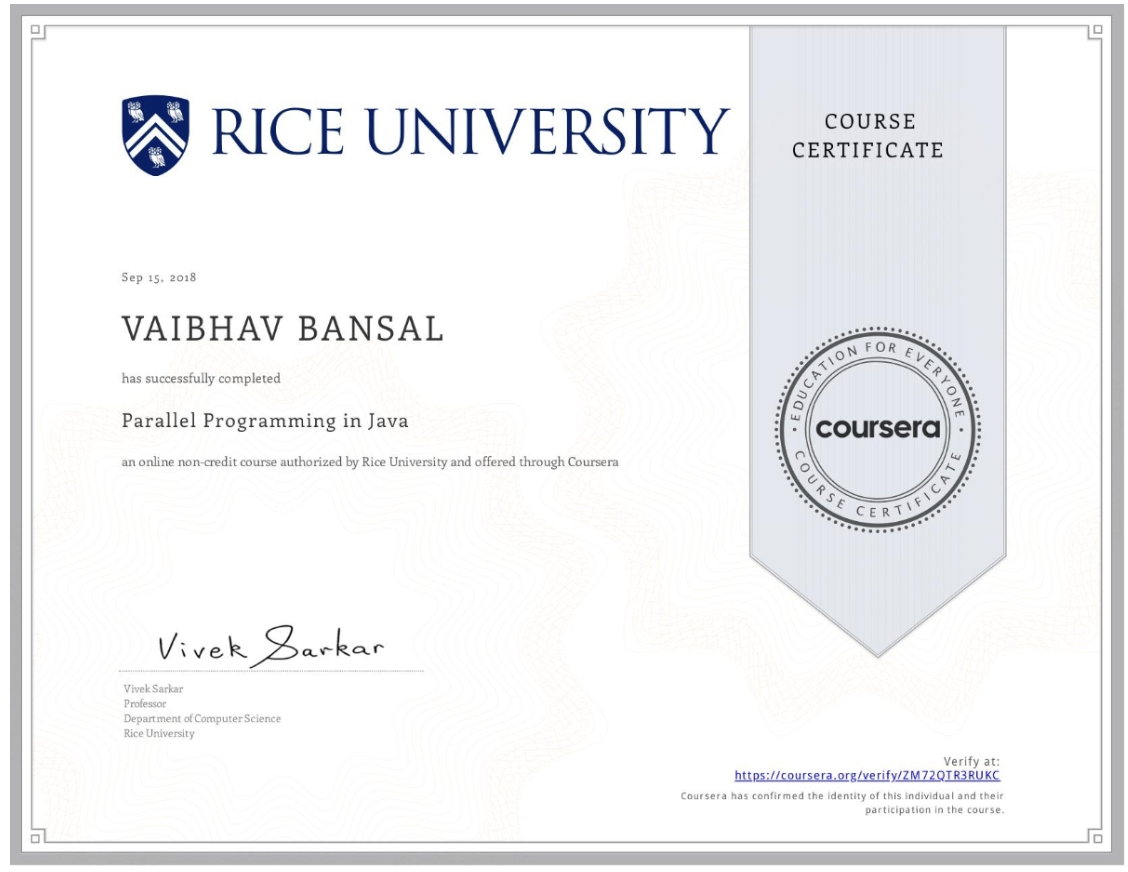 RICE UNIVERSITY
COURSE
CERTIFICATE
Sep 15, 2018
VAIBHAV BANSAL
has successfully completed
Parallel Programming in Java
an online non-credit course authorized by Rice University and offered through Coursera
EDUCATION FOR EVERYONE
coursera
COURSE CERTIFICATE
Vivek Sarkar
Vivek Sarkar
Professor
Department of Computer Science
Rice University
Verify at:
https://coursera.org/verify/ZM72QTR3RUKC
Coursera has confirmed the identity of this individual and their
participation in the course.